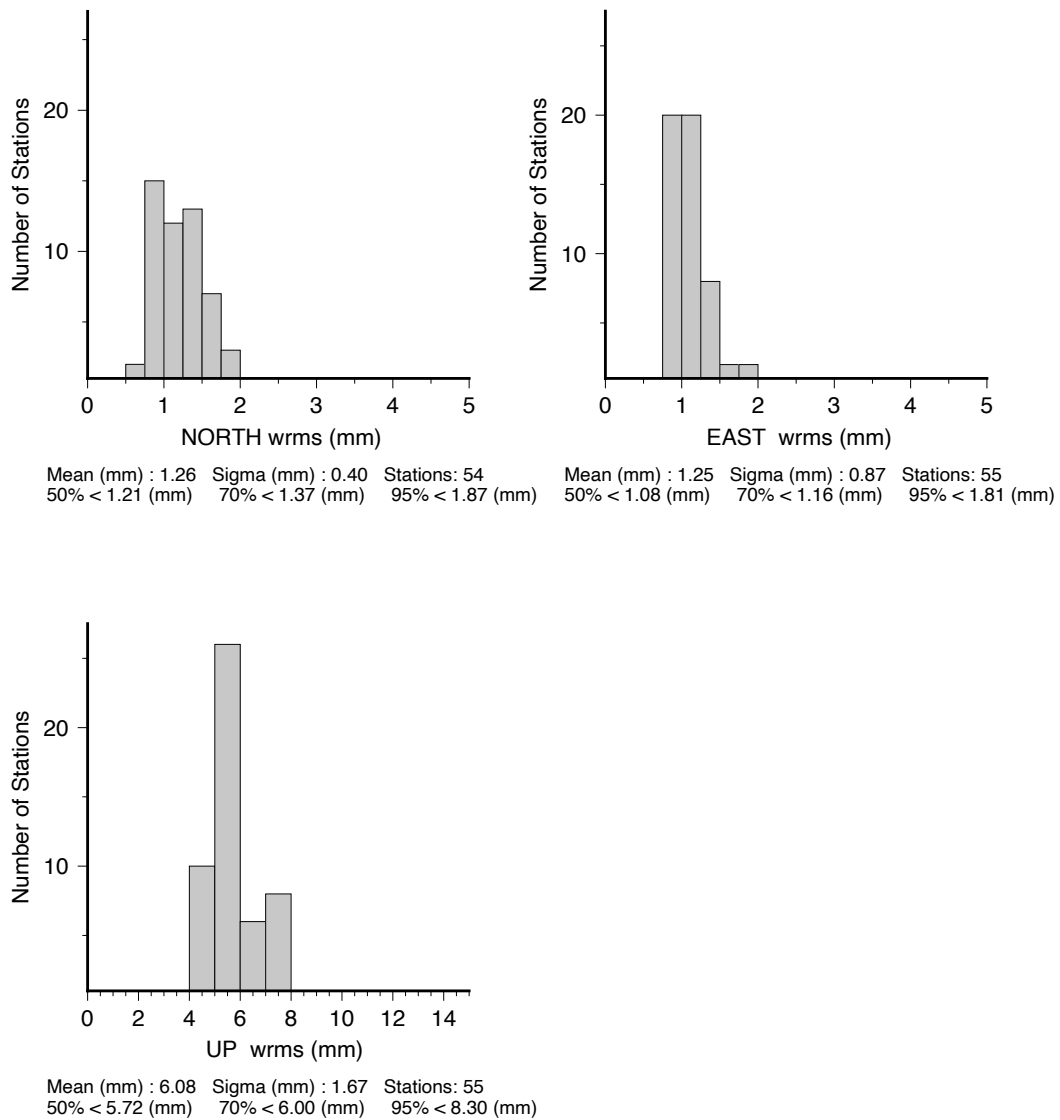 Number of Stations
20
10
0 1 2 3 4 5
NORTH wrms (mm)
Mean (mm) : 1.26 Sigma (mm) : 0.40 Stations: 54
50% < 1.21 (mm) 70% < 1.37 (mm) 95% < 1.87 (mm)
Number of Stations
20
10
0 1 2 3 4 5
EAST wrms (mm)
Mean (mm) : 1.25 Sigma (mm) : 0.87 Stations: 55
50% < 1.08 (mm) 70% < 1.16 (mm) 95% < 1.81 (mm)
Number of Stations
20
10
0 2 4 6 8 10 12 14
UP wrms (mm)
Mean (mm) : 6.08 Sigma (mm) : 1.67 Stations: 55
50% < 5.72 (mm) 70% < 6.00 (mm) 95% < 8.30 (mm)